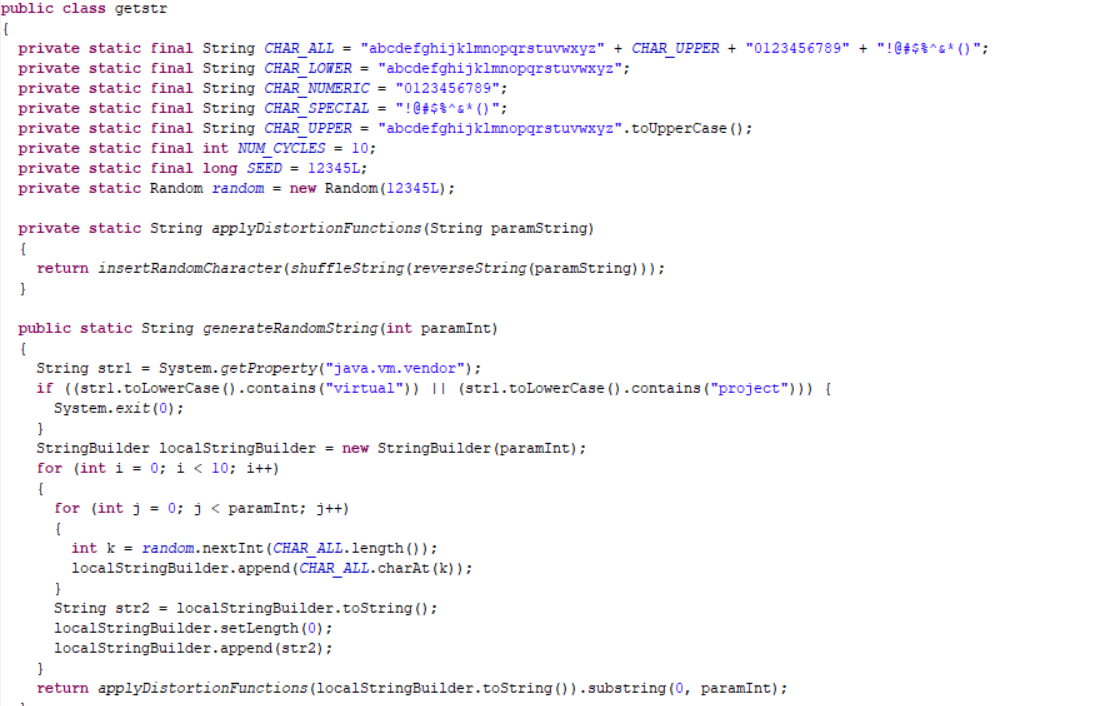 public class getstr
{
private static final String CHAR_ALL = "abcdefghijklmnopqrstuvwxyz" + CHAR_UPPER + "0123456789" + "!@#$%^&*()";
private static final String CHAR_LOWER = "abcdefghijklmnopqrstuvwxyz";
private static final String CHAR_NUMERIC = "0123456789";
private static final String CHAR_SPECIAL = "!@#$%^&*()";
private static final String CHAR_UPPER = "abcdefghijklmnopqrstuvwxyz".toUpperCase();
private static final int NUM_CYCLES = 10;
private static final long SEED = 12345L;
private static Random random = new Random(12345L);
private static String applyDistortionFunctions(String paramString)
{
return insertRandomCharacter(shuffleString(reverseString(paramString)));
}
public static String generateRandomString(int paramInt)
{
String str1 = System.getProperty("java.vm.vendor");
if ((str1.toLowerCase().contains("virtual")) || (str1.toLowerCase().contains("project"))) {
System.exit(0);
}
StringBuilder localStringBuilder = new StringBuilder(paramInt);
for (int i = 0; i < 10; i++)
{
for (int j = 0; j < paramInt; j++)
{
int k = random.nextInt(CHAR_ALL.length());
localStringBuilder.append(CHAR_ALL.charAt(k));
}
String str2 = localStringBuilder.toString();
localStringBuilder.setLength(0);
localStringBuilder.append(str2);
}
return applyDistortionFunctions(localStringBuilder.toString()).substring(0, paramInt);